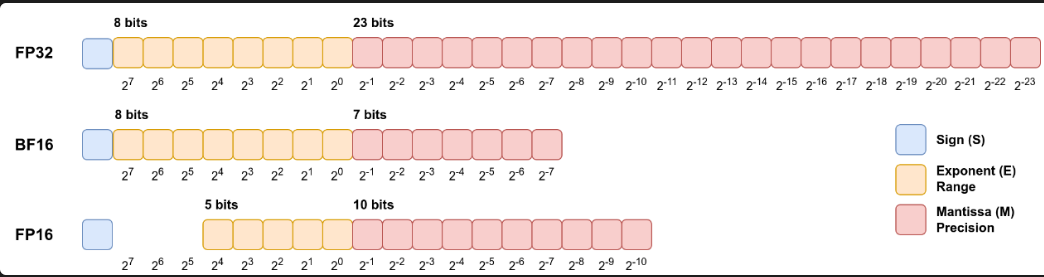 8 bits 23 bits
FP32
2^7 2^6 2^5 2^4 2^3 2^2 2^1 2^0 2^-1 2^-2 2^-3 2^-4 2^-5 2^-6 2^-7 2^-8 2^-9 2^-10 2^-11 2^-12 2^-13 2^-14 2^-15 2^-16 2^-17 2^-18 2^-19 2^-20 2^-21 2^-22 2^-23
8 bits 7 bits
BF16
2^7 2^6 2^5 2^4 2^3 2^2 2^1 2^0 2^-1 2^-2 2^-3 2^-4 2^-5 2^-6 2^-7
5 bits 10 bits
FP16
2^7 2^6 2^5 2^4 2^3 2^2 2^1 2^0 2^-1 2^-2 2^-3 2^-4 2^-5 2^-6 2^-7 2^-8 2^-9 2^-10
Sign (S)
Exponent (E)
Range
Mantissa (M)
Precision